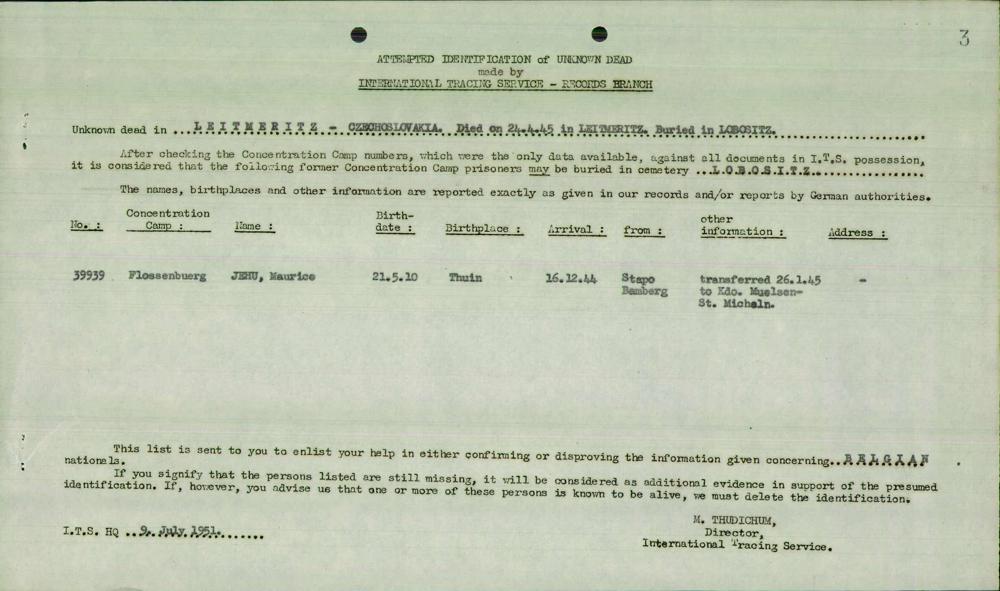 3
ATTEMPTED IDENTIFICATION of UNKNOWN DEAD
made by
INTERNATIONAL TRACING SERVICE - RECORDS BRANCH
Unknown dead in ...L E I T M E R I T Z - CZECHOSLOVAKIA. Died on 24.4.45 in LEITMERITZ. Buried in LOBOSITZ.
After checking the Concentration Camp numbers, which were the only data available, against all documents in I.T.S. possession,
it is considered that the following former Concentration Camp prisoners may be buried in cemetery ...L.O.B.O.S.I.T.Z...
The names, birthplaces and other information are reported exactly as given in our records and/or reports by German authorities.
No. : Concentration Camp : Name : Birth-date : Birthplace : Arrival : from : other information : Address :
39939 Flossenbuerg JEHU, Maurice 21.5.10 Thuin 16.12.44 Stapo transferred 26.1.45 -
Bamberg to Kdo. Muelsen-
St. Micheln.
This list is sent to you to enlist your help in either confirming or disproving the information given concerning..B E L G I A N
nationals.
If you signify that the persons listed are still missing, it will be considered as additional evidence in support of the presumed
identification. If, however, you advise us that one or more of these persons is known to be alive, we must delete the identification.
I.T.S. HQ ..9. July 1951........
M. THUDICHUM,
Director,
International Tracing Service.